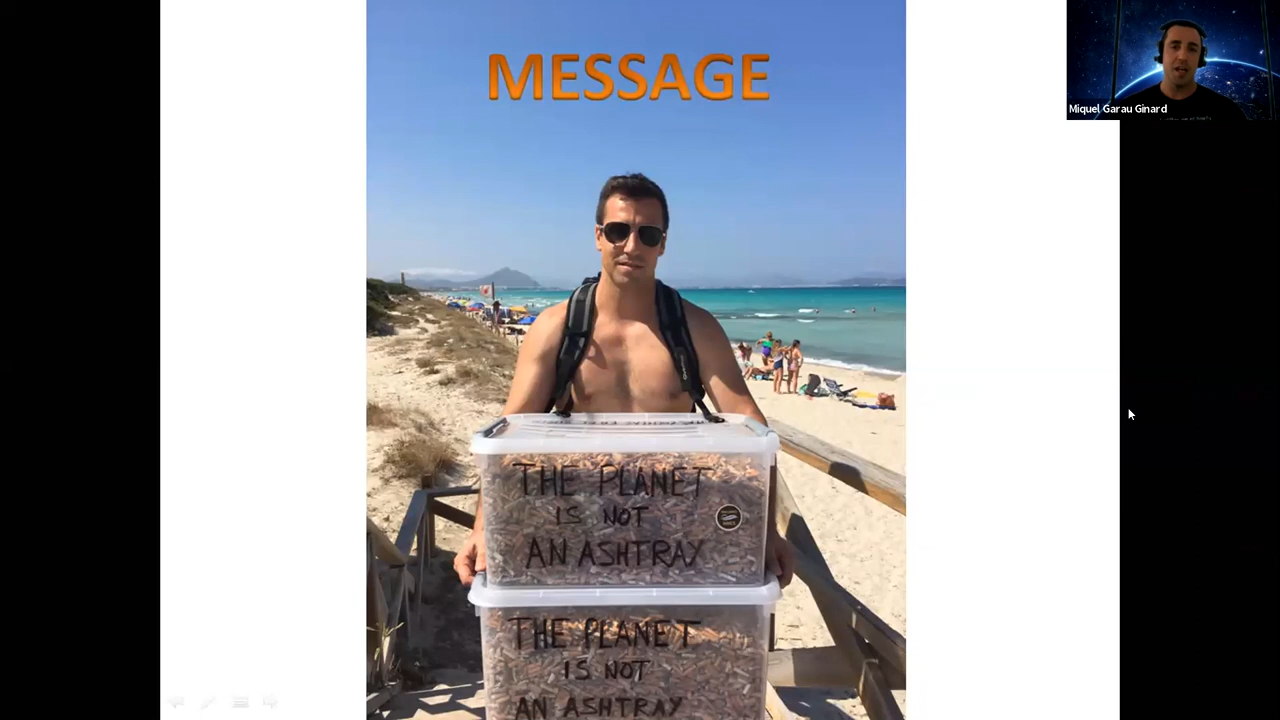 MESSAGE
Miquel Garau Ginard
THE PLANET
IS NOT
AN ASHTRAY
THE PLANET
IS NOT
AN ASHTRAY